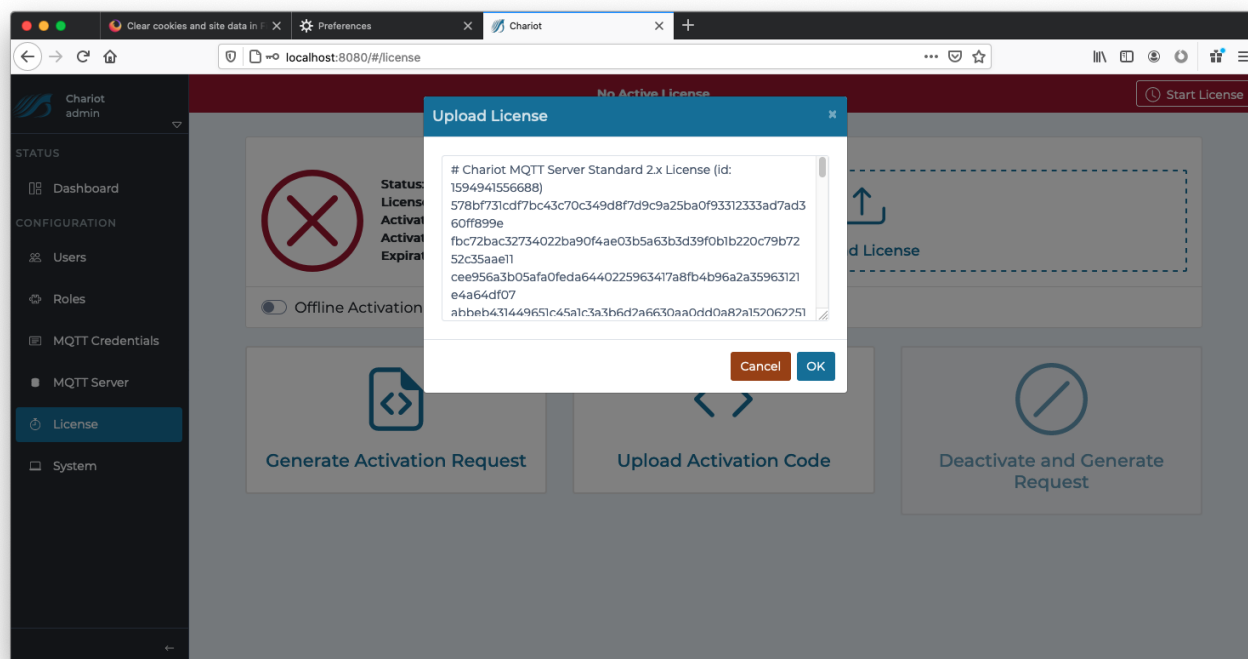 Clear cookies and site data in F
Preferences
Chariot
localhost:8080/#/license
Chariot
admin
No Active License
Start License
STATUS
Dashboard
CONFIGURATION
Users
Roles
MQTT Credentials
MQTT Server
License
System
Upload License
# Chariot MQTT Server Standard 2.x License (id:
1594941556688)
578bf731cdf7bc43c70c349d8f7d9c9a25ba0f93312333ad7ad3
60ff899e
fbc72bac32734022ba90f4ae03b5a63b3d39f0b1b220c79b72
52c35aae11
cee956a3b05afa0feda6440225963417a8fb4b96a2a35963121
e4a64df07
abbeb431449651c45a1c3a3b6d2a6630aa0dd0a82a152062251
Cancel
OK
Status:
Licens
Activat
Activat
Expirat
d License
Offline Activation
Generate Activation Request
Upload Activation Code
Deactivate and Generate
Request